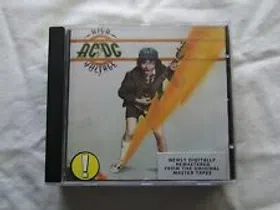 HIGH
AC/DC
VOLTAGE
!
NEWLY DIGITALLY
REMASTERED
FROM THE ORIGINAL
MASTER TAPES